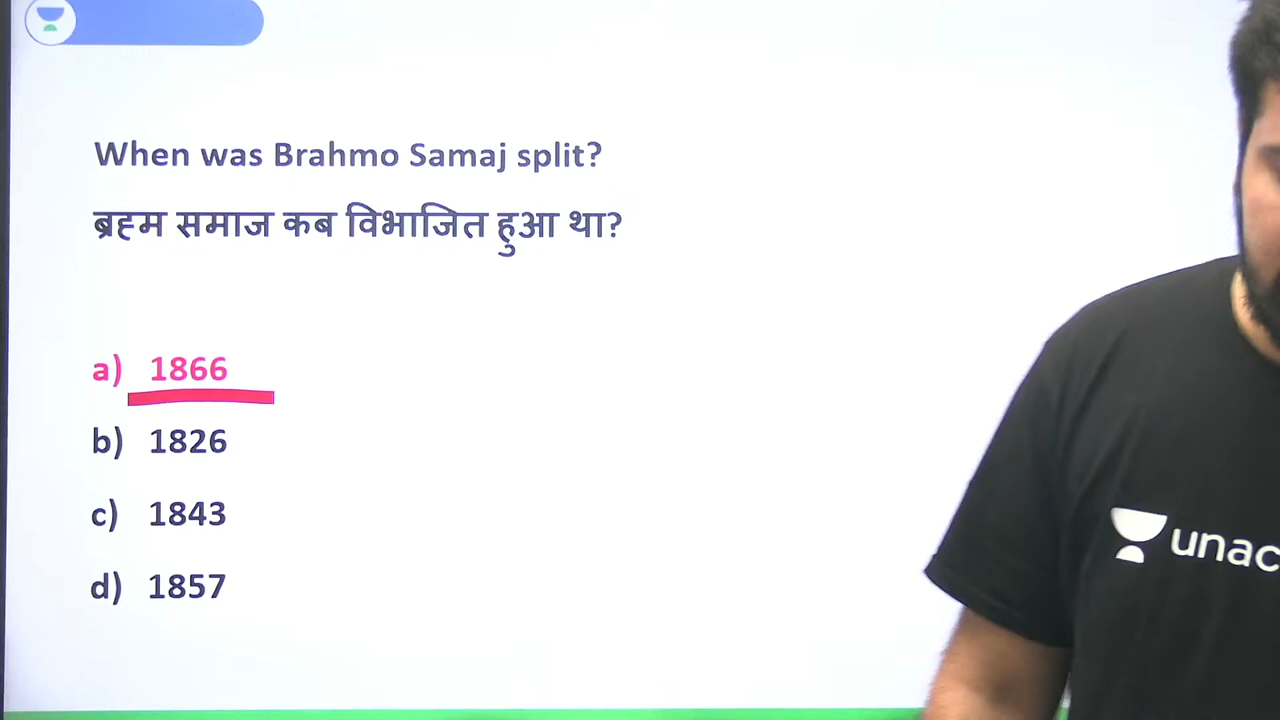 When was Brahmo Samaj split?
ब्रह्म समाज कब विभाजित हुआ था?
a) 1866
b) 1826
c) 1843
d) 1857
unac